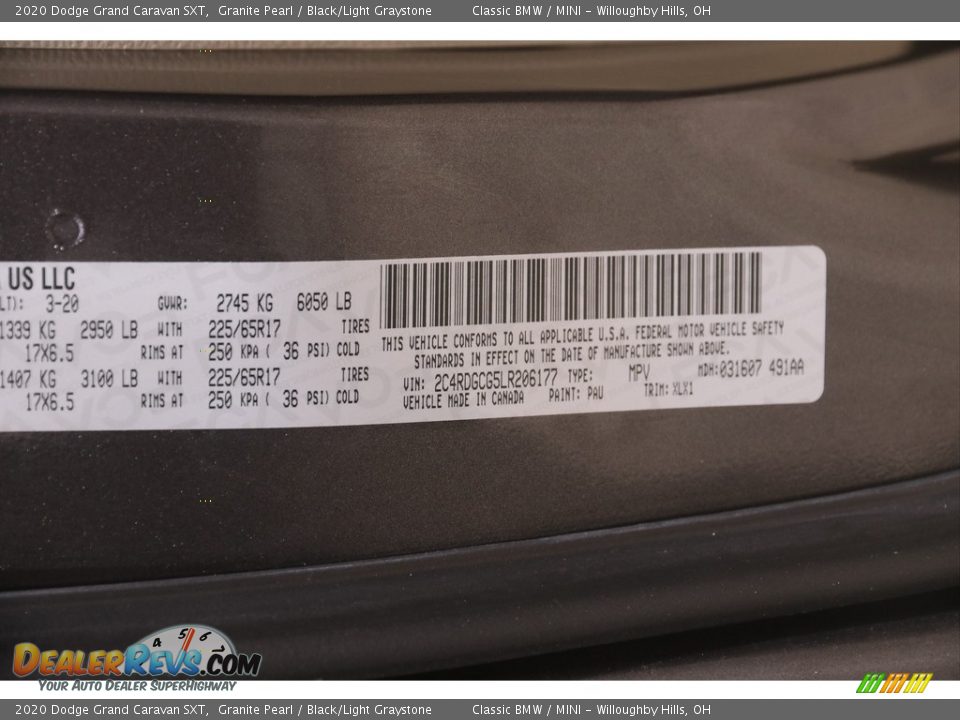 2020 Dodge Grand Caravan SXT, Granite Pearl / Black/Light Graystone Classic BMW / MINI - Willoughby Hills, OH
US LLC
LT): 3-20 GVWR: 2745 KG 6050 LB
1339 KG 2950 LB WITH 225/65R17 TIRES
17X6.5 RIMS AT 250 KPA ( 36 PSI) COLD
1407 KG 3100 LB WITH 225/65R17 TIRES
17X6.5 RIMS AT 250 KPA ( 36 PSI) COLD
THIS VEHICLE CONFORMS TO ALL APPLICABLE U.S.A. FEDERAL MOTOR VEHICLE SAFETY
STANDARDS IN EFFECT ON THE DATE OF MANUFACTURE SHOWN ABOVE.
VIN: 2C4RDGCG5LR206177 TYPE: MPV MDH:031607 491AA
VEHICLE MADE IN CANADA PAINT: PAU TRIM: XLX1
4 5 6
DEALERREVS.COM
YOUR AUTO DEALER SUPERHIGHWAY
2020 Dodge Grand Caravan SXT, Granite Pearl / Black/Light Graystone Classic BMW / MINI - Willoughby Hills, OH